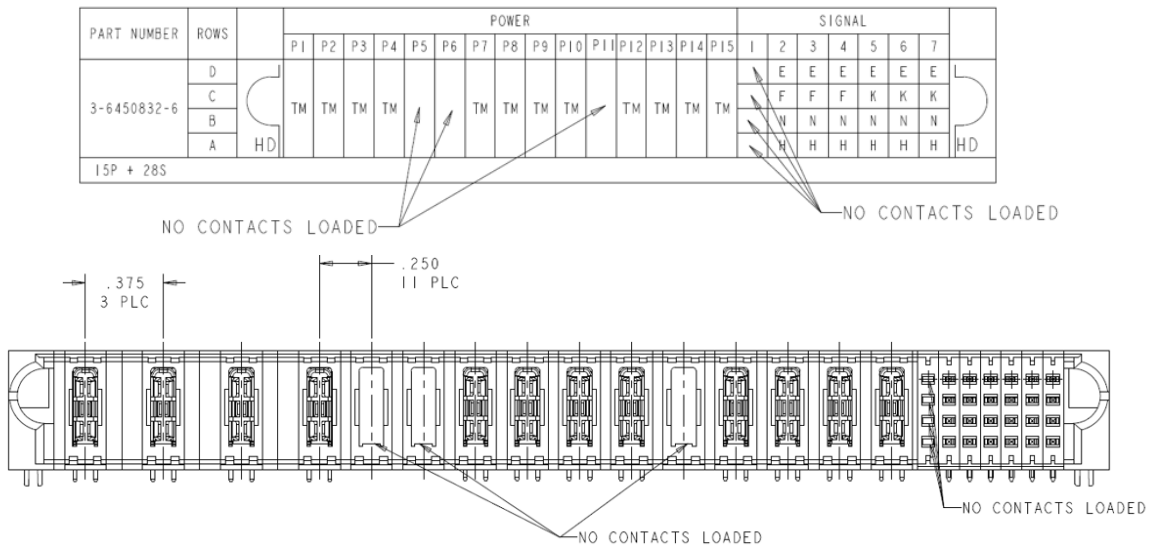 POWER SIGNAL
PART NUMBER ROWS P1 P2 P3 P4 P5 P6 P7 P8 P9 P10 P11 P12 P13 P14 P15 1 2 3 4 5 6 7
D E E E E E E
C F F F K K K
3-6450832-6 TM TM TM TM TM TM TM TM TM TM TM TM
B N N N N N N
A HD H H H H H H HD
15P + 28S
NO CONTACTS LOADED
NO CONTACTS LOADED
.375
3 PLC
.250
11 PLC
NO CONTACTS LOADED
NO CONTACTS LOADED